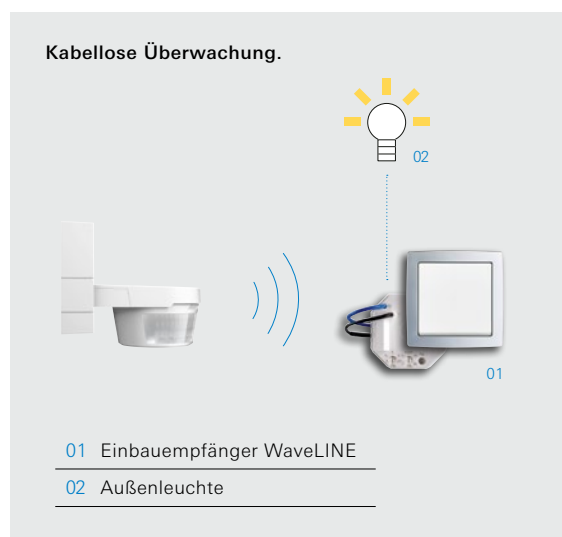 Kabellose Überwachung.
02
01
01 Einbauempfänger WaveLINE
02 Außenleuchte